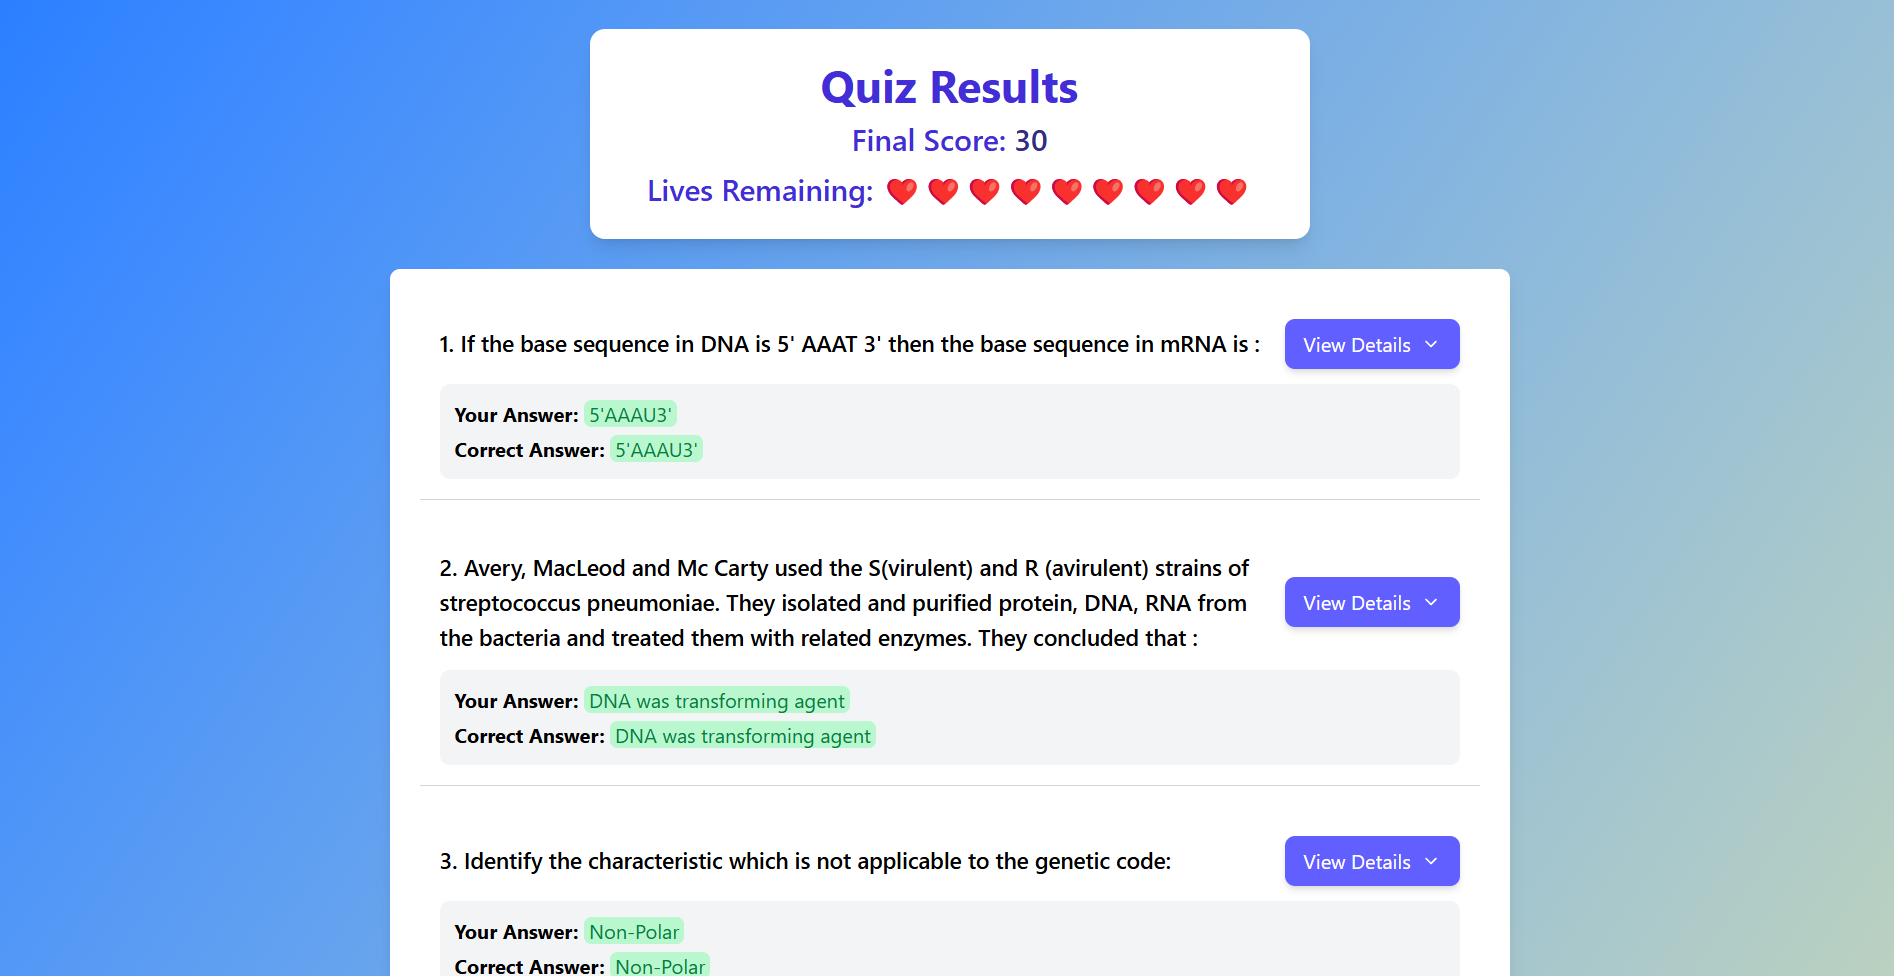 Quiz Results
Final Score: 30
Lives Remaining: ❤️ ❤️ ❤️ ❤️ ❤️ ❤️ ❤️ ❤️ ❤️
1. If the base sequence in DNA is 5' AAAT 3' then the base sequence in mRNA is :
View Details
Your Answer: 5'AAAU3'
Correct Answer: 5'AAAU3'
2. Avery, MacLeod and Mc Carty used the S(virulent) and R (avirulent) strains of
streptococcus pneumoniae. They isolated and purified protein, DNA, RNA from
the bacteria and treated them with related enzymes. They concluded that :
View Details
Your Answer: DNA was transforming agent
Correct Answer: DNA was transforming agent
3. Identify the characteristic which is not applicable to the genetic code:
View Details
Your Answer: Non-Polar
Correct Answer: Non-Polar